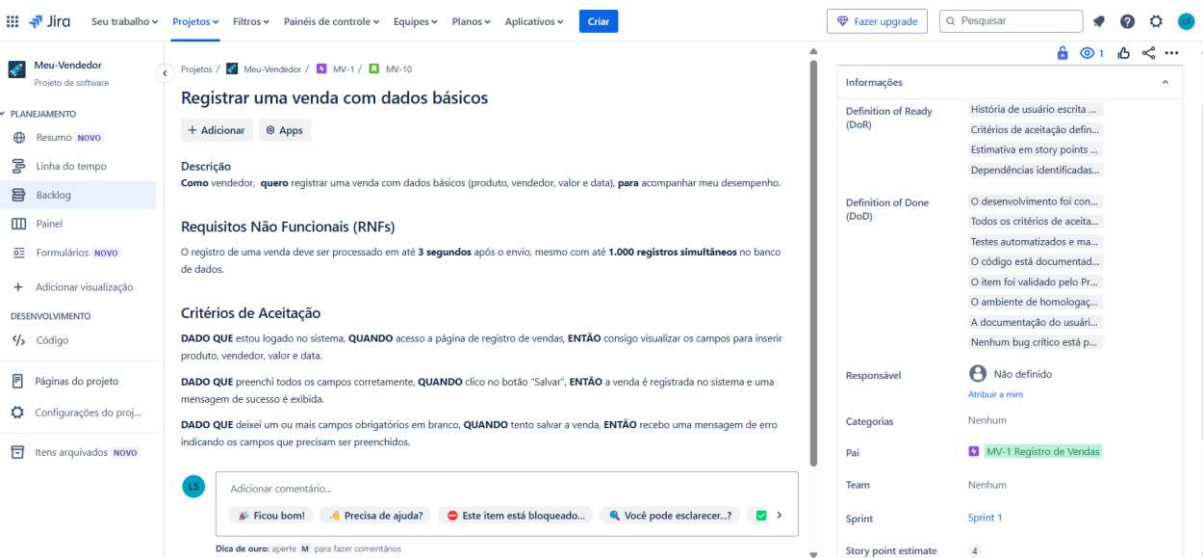 Jira Seu trabalho Projetos Filtros Painéis de controle Equipes Planos Aplicativos Criar Fazer upgrade Pesquisar LS
Meu-Vendedor
Projeto de software
PLANEJAMENTO
Resumo NOVO
Linha do tempo
Backlog
Painel
Formulários NOVO
Adicionar visualização
DESENVOLVIMENTO
Código
Páginas do projeto
Configurações do proj...
Itens arquivados NOVO
Projetos / Meu-Vendedor / MV-1 / MV-10
Registrar uma venda com dados básicos
+ Adicionar Apps
Descrição
Como vendedor, quero registrar uma venda com dados básicos (produto, vendedor, valor e data), para acompanhar meu desempenho.
Requisitos Não Funcionais (RNFs)
O registro de uma venda deve ser processado em até 3 segundos após o envio, mesmo com até 1.000 registros simultâneos no banco
de dados.
Critérios de Aceitação
DADO QUE estou logado no sistema, QUANDO acesso a página de registro de vendas, ENTÃO consigo visualizar os campos para inserir
produto, vendedor, valor e data.
DADO QUE preenchi todos os campos corretamente, QUANDO clico no botão "Salvar", ENTÃO a venda é registrada no sistema e uma
mensagem de sucesso é exibida.
DADO QUE deixei um ou mais campos obrigatórios em branco, QUANDO tento salvar a venda, ENTÃO recebo uma mensagem de erro
indicando os campos que precisam ser preenchidos.
LS
Adicionar comentário...
Ficou bom! Precisa de ajuda? Este item está bloqueado... Você pode esclarecer...?
Dica de ouro: aperte M para fazer comentários
1
Informações
Definition of Ready
(DoR)
História de usuário escrita ...
Critérios de aceitação defin...
Estimativa em story points ...
Dependências identificadas...
Definition of Done
(DoD)
O desenvolvimento foi con...
Todos os critérios de aceita...
Testes automatizados e ma...
O código está documentad...
O item foi validado pelo Pr...
O ambiente de homologaç...
A documentação do usuári...
Nenhum bug crítico está p...
Responsável Não definido
Atribuir a mim
Categorias Nenhum
Pai MV-1 Registro de Vendas
Team Nenhum
Sprint Sprint 1
Story point estimate 4